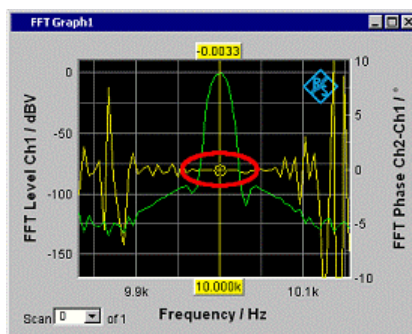 FFT Graph1
-0.0033
FFT Level Ch1 / dBV
0
-50
-100
-150
10
5
0
-5
-10
FFT Phase Ch2-Ch1 / °
9.9k
10.000k
10.1k
Scan 0 of 1
Frequency / Hz